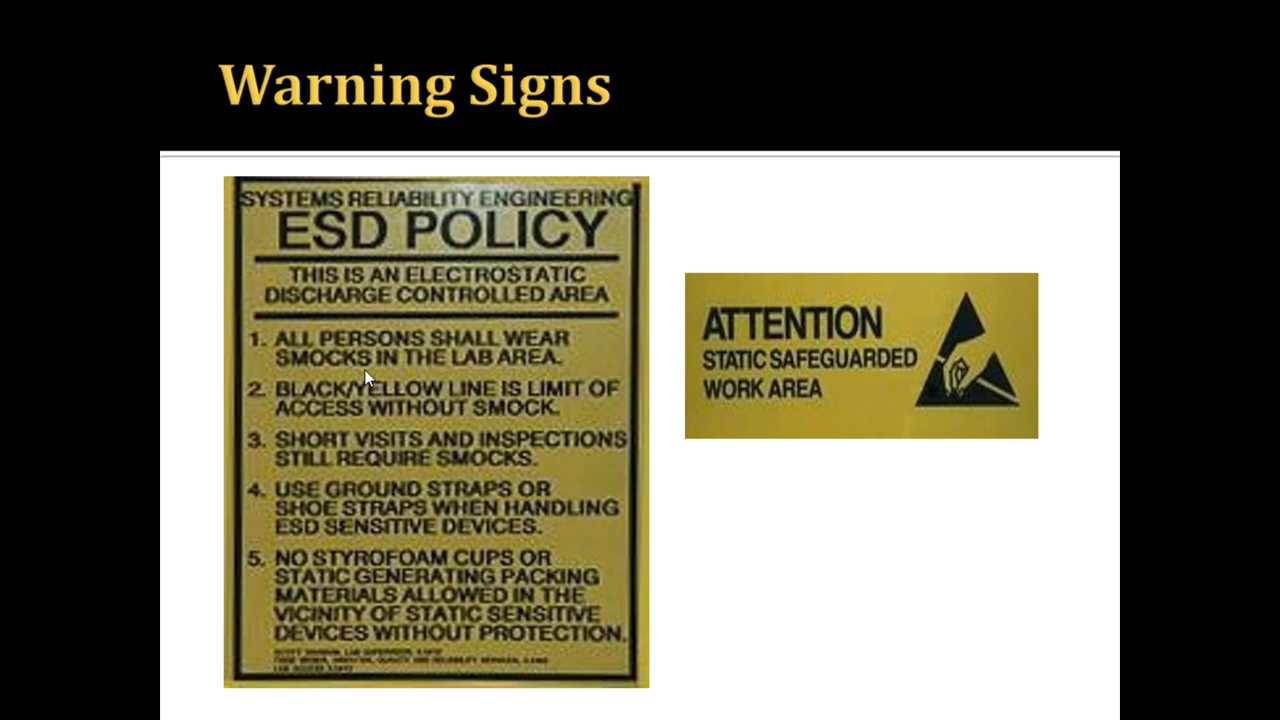 Warning Signs
SYSTEMS RELIABILITY ENGINEERING
ESD POLICY
THIS IS AN ELECTROSTATIC
DISCHARGE CONTROLLED AREA
1. ALL PERSONS SHALL WEAR
SMOCKS IN THE LAB AREA.
2. BLACK/YELLOW LINE IS LIMIT OF
ACCESS WITHOUT SMOCK.
3. SHORT VISITS AND INSPECTIONS
STILL REQUIRE SMOCKS.
4. USE GROUND STRAPS OR
SHOE STRAPS WHEN HANDLING
ESD SENSITIVE DEVICES.
5. NO STYROFOAM CUPS OR
STATIC GENERATING PACKING
MATERIALS ALLOWED IN THE
VICINITY OF STATIC SENSITIVE
DEVICES WITHOUT PROTECTION.
ATTENTION
STATIC SAFEGUARDED
WORK AREA